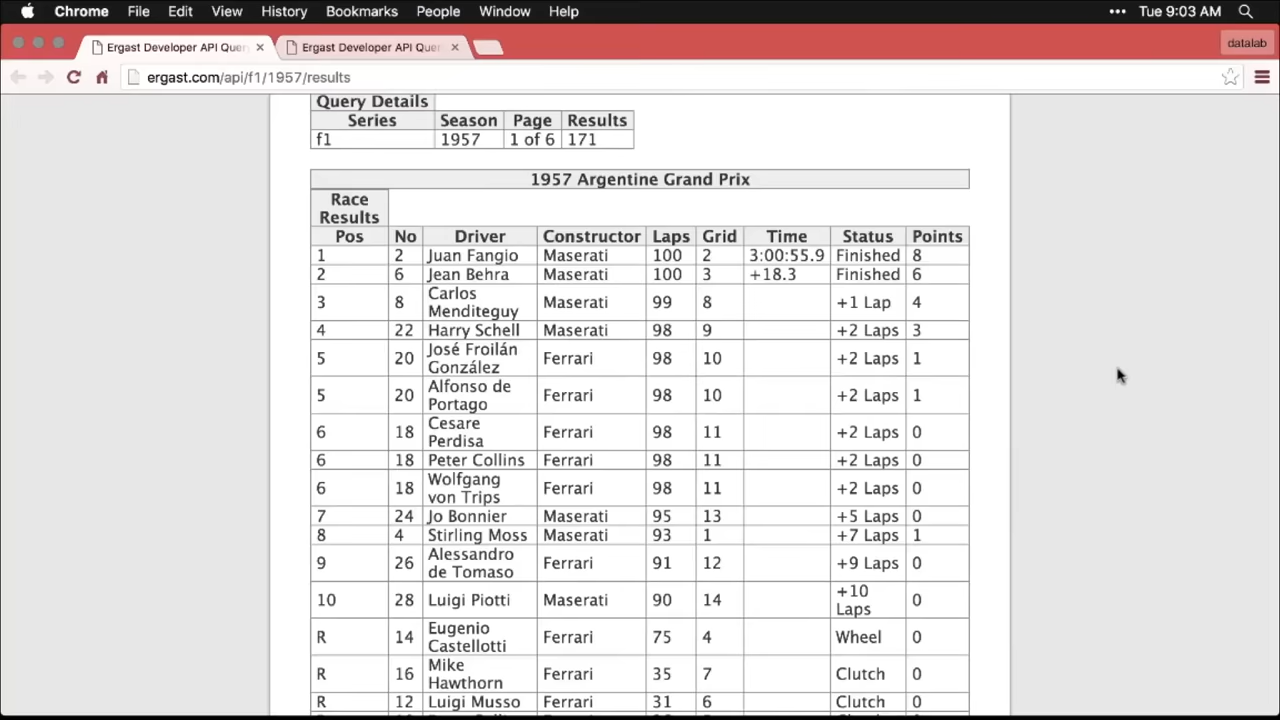 Chrome File Edit View History Bookmarks People Window Help ••• Tue 9:03 AM
Ergast Developer API Quer Ergast Developer API Quer datalab
ergast.com/api/f1/1957/results
Query Details
Series Season Page Results
f1 1957 1 of 6 171
1957 Argentine Grand Prix
Race
Results
Pos No Driver Constructor Laps Grid Time Status Points
1 2 Juan Fangio Maserati 100 2 3:00:55.9 Finished 8
2 6 Jean Behra Maserati 100 3 +18.3 Finished 6
3 8 Carlos
Menditeguy Maserati 99 8 +1 Lap 4
4 22 Harry Schell Maserati 98 9 +2 Laps 3
5 20 José Froilán
González Ferrari 98 10 +2 Laps 1
5 20 Alfonso de
Portago Ferrari 98 10 +2 Laps 1
6 18 Cesare
Perdisa Ferrari 98 11 +2 Laps 0
6 18 Peter Collins Ferrari 98 11 +2 Laps 0
6 18 Wolfgang
von Trips Ferrari 98 11 +2 Laps 0
7 24 Jo Bonnier Maserati 95 13 +5 Laps 0
8 4 Stirling Moss Maserati 93 1 +7 Laps 1
9 26 Alessandro
de Tomaso Ferrari 91 12 +9 Laps 0
10 28 Luigi Piotti Maserati 90 14 +10
Laps 0
R 14 Eugenio
Castellotti Ferrari 75 4 Wheel 0
R 16 Mike
Hawthorn Ferrari 35 7 Clutch 0
R 12 Luigi Musso Ferrari 31 6 Clutch 0